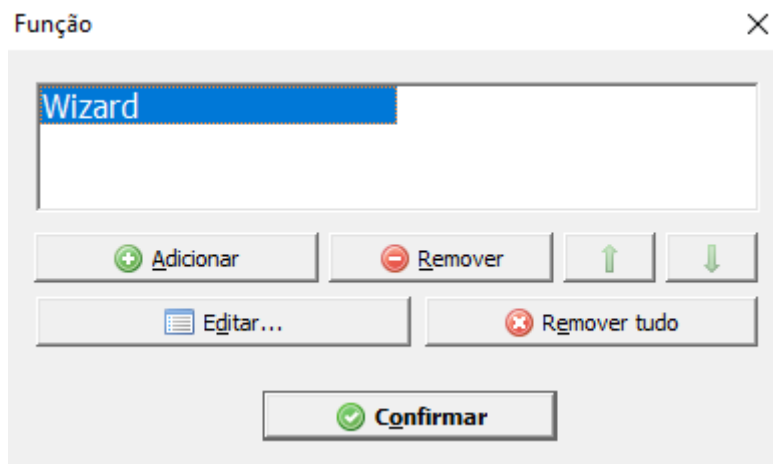 Função
Wizard
Adicionar Remover
Editar... Remover tudo
Confirmar